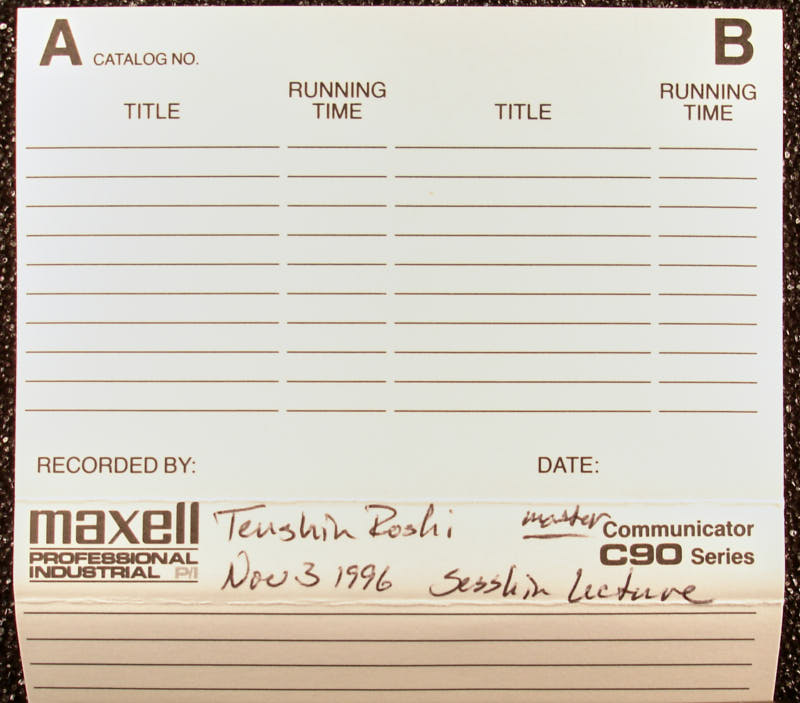 A CATALOG NO. B
TITLE RUNNING TIME TITLE RUNNING TIME
RECORDED BY: DATE:
maxell Tenshin Roshi master Communicator
PROFESSIONAL C90 Series
INDUSTRIAL P/I Nov 3 1996 Sesshin Lecture